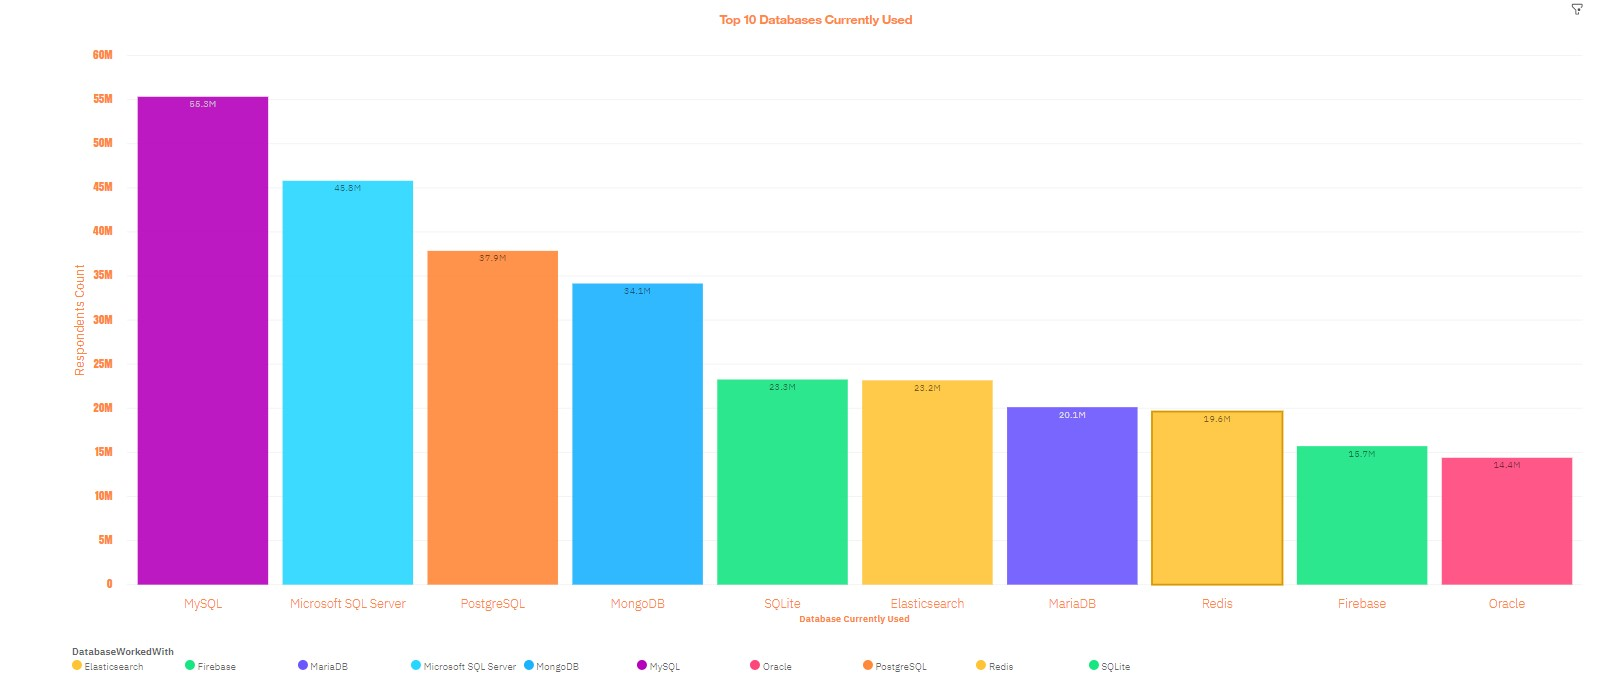 Top 10 Databases Currently Used
60M
55M
50M
45M
40M
35M
30M
25M
20M
15M
10M
5M
0
Respondents Count
55.3M
45.8M
37.9M
34.1M
23.3M
23.2M
20.1M
19.6M
15.7M
14.4M
MySQL Microsoft SQL Server PostgreSQL MongoDB SQLite Elasticsearch MariaDB Redis Firebase Oracle
Database Currently Used
DatabaseWorkedWith
Elasticsearch Firebase MariaDB Microsoft SQL Server MongoDB MySQL Oracle PostgreSQL Redis SQLite